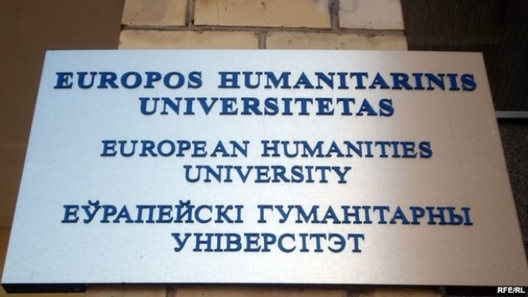 EUROPOS HUMANITARINIS
UNIVERSITETAS
EUROPEAN HUMANITIES
UNIVERSITY
ЕЎРАПЕЙСКІ ГУМАНІТАРНЫ
УНІВЕРСІТЭТ
RFE/RL